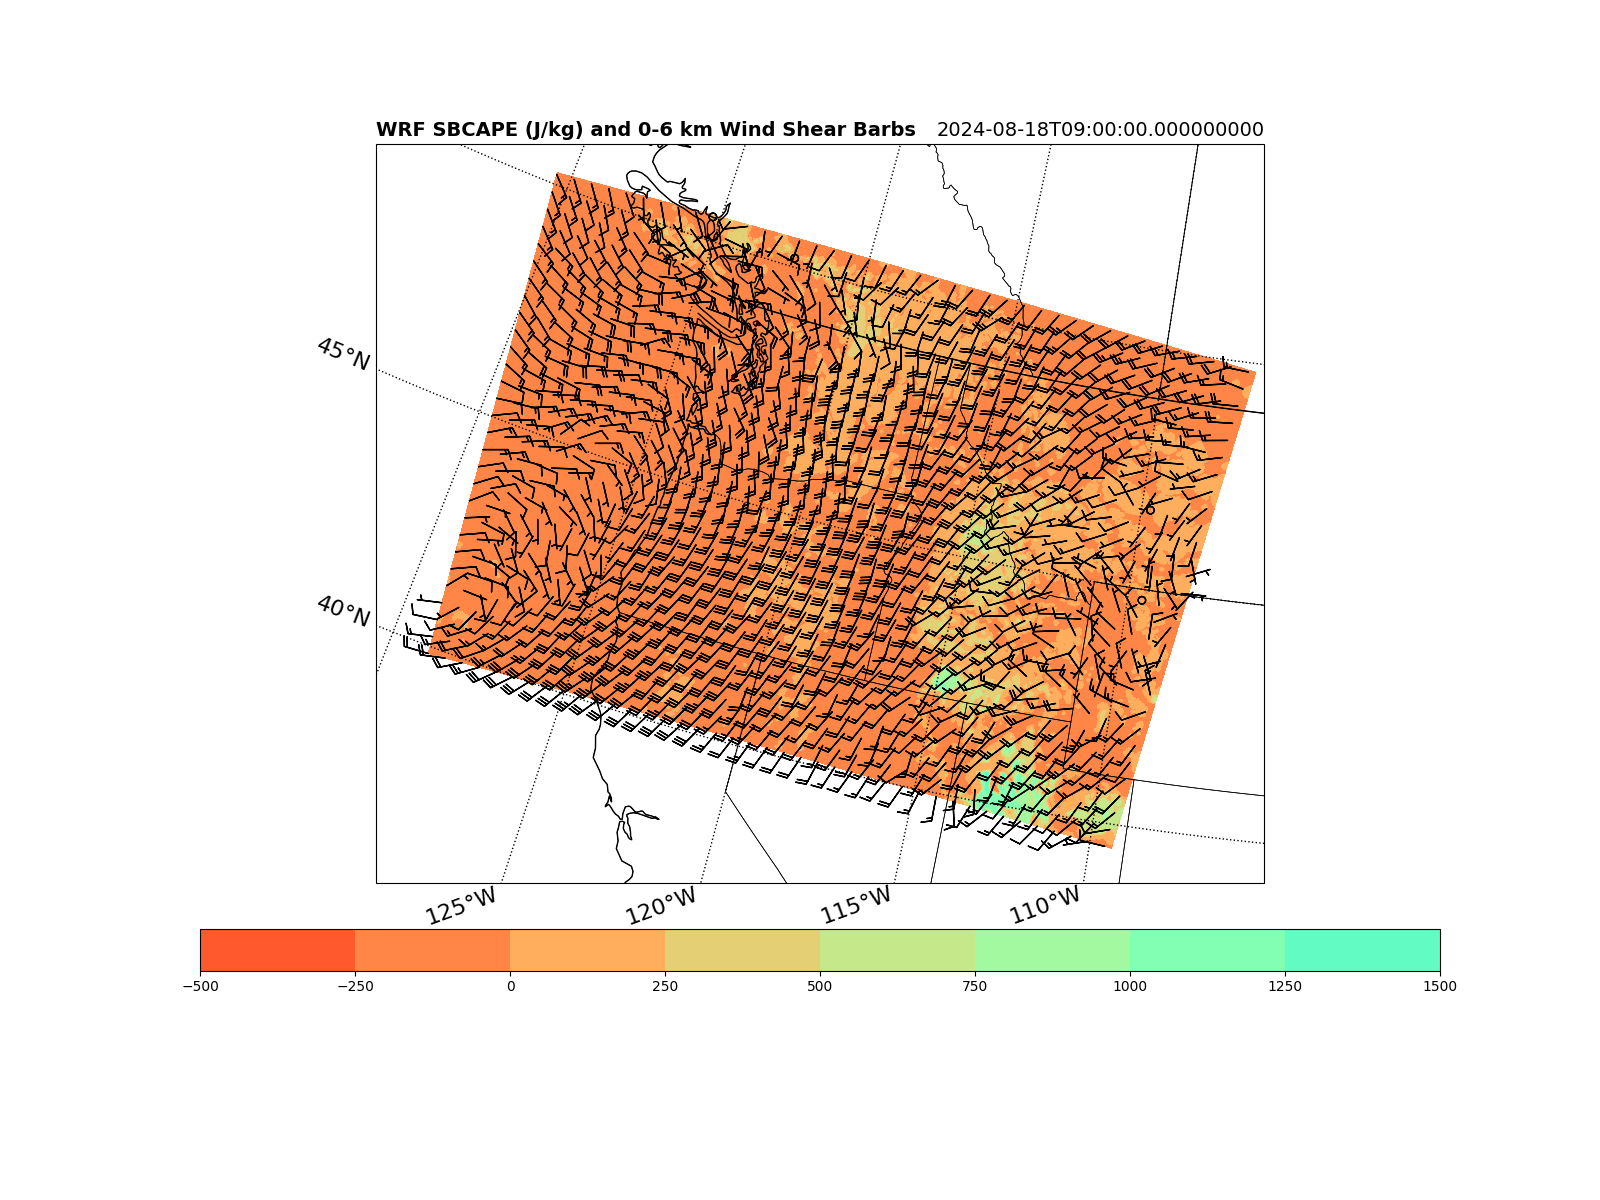 WRF SBCAPE (J/kg) and 0-6 km Wind Shear Barbs 2024-08-18T09:00:00.000000000
45°N
40°N
125°W 120°W 115°W 110°W
−500 −250 0 250 500 750 1000 1250 1500